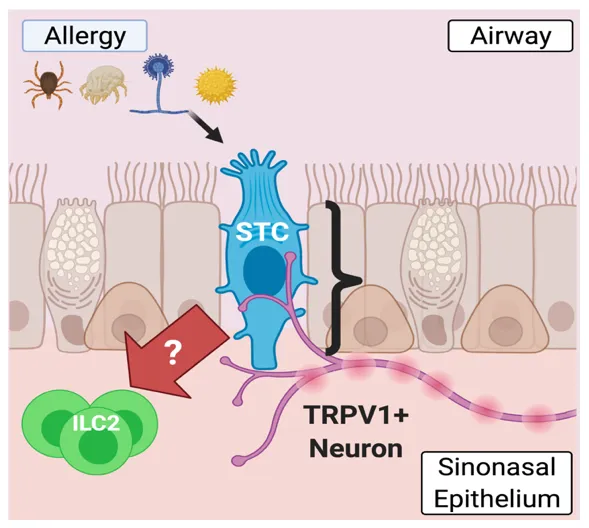 Allergy
Airway
STC
?
ILC2
TRPV1+
Neuron
Sinonasal
Epithelium